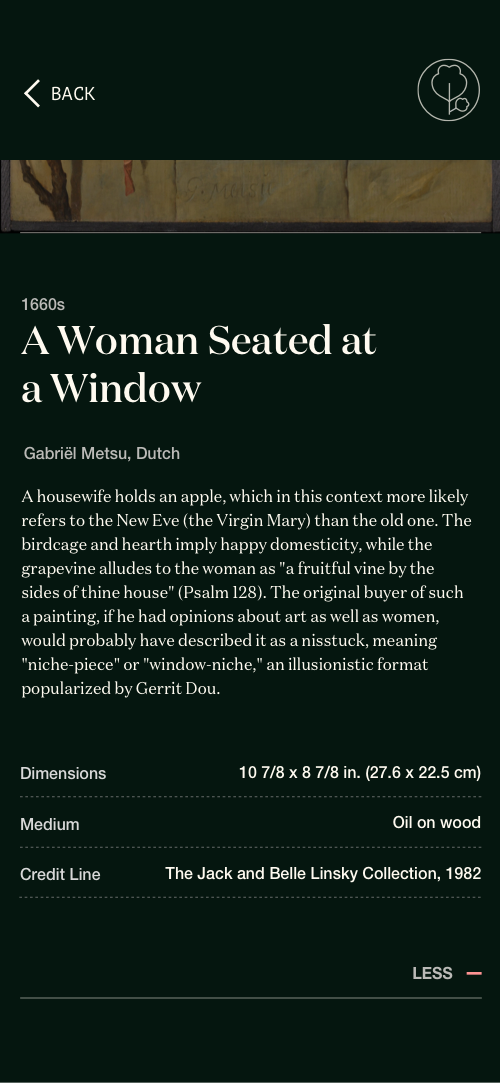 BACK
G. Metsu
1660s
A Woman Seated at
a Window
Gabriël Metsu, Dutch
A housewife holds an apple, which in this context more likely
refers to the New Eve (the Virgin Mary) than the old one. The
birdcage and hearth imply happy domesticity, while the
grapevine alludes to the woman as "a fruitful vine by the
sides of thine house" (Psalm 128). The original buyer of such
a painting, if he had opinions about art as well as women,
would probably have described it as a nisstuck, meaning
"niche-piece" or "window-niche," an illusionistic format
popularized by Gerrit Dou.
Dimensions 10 7/8 x 8 7/8 in. (27.6 x 22.5 cm)
Medium Oil on wood
Credit Line The Jack and Belle Linsky Collection, 1982
LESS